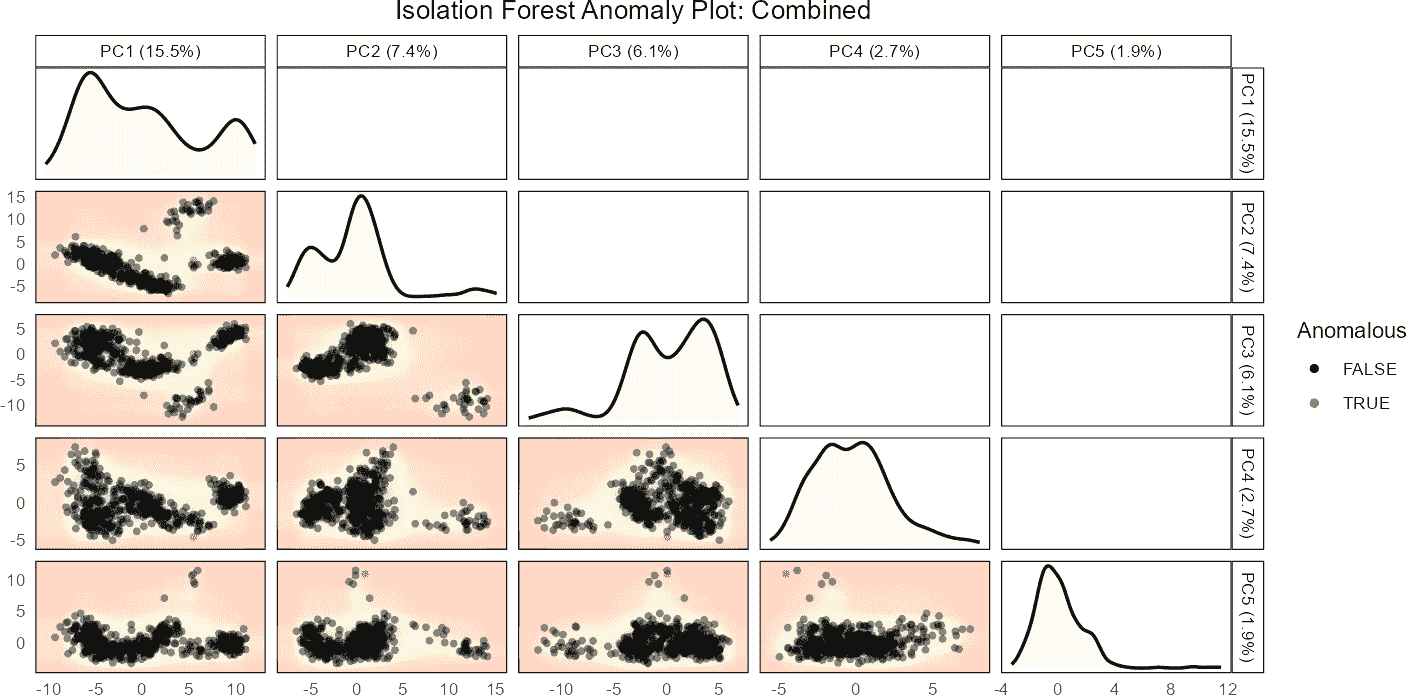 Isolation Forest Anomaly Plot: Combined
PC1 (15.5%) PC2 (7.4%) PC3 (6.1%) PC4 (2.7%) PC5 (1.9%)
PC1 (15.5%)
15
10
5
0
-5
PC2 (7.4%)
5
0
-5
-10
PC3 (6.1%)
Anomalous
FALSE
TRUE
5
0
-5
PC4 (2.7%)
10
5
0
PC5 (1.9%)
-10 -5 0 5 10 -5 0 5 10 15 -10 -5 0 5 -5 0 5 -4 0 4 8 12